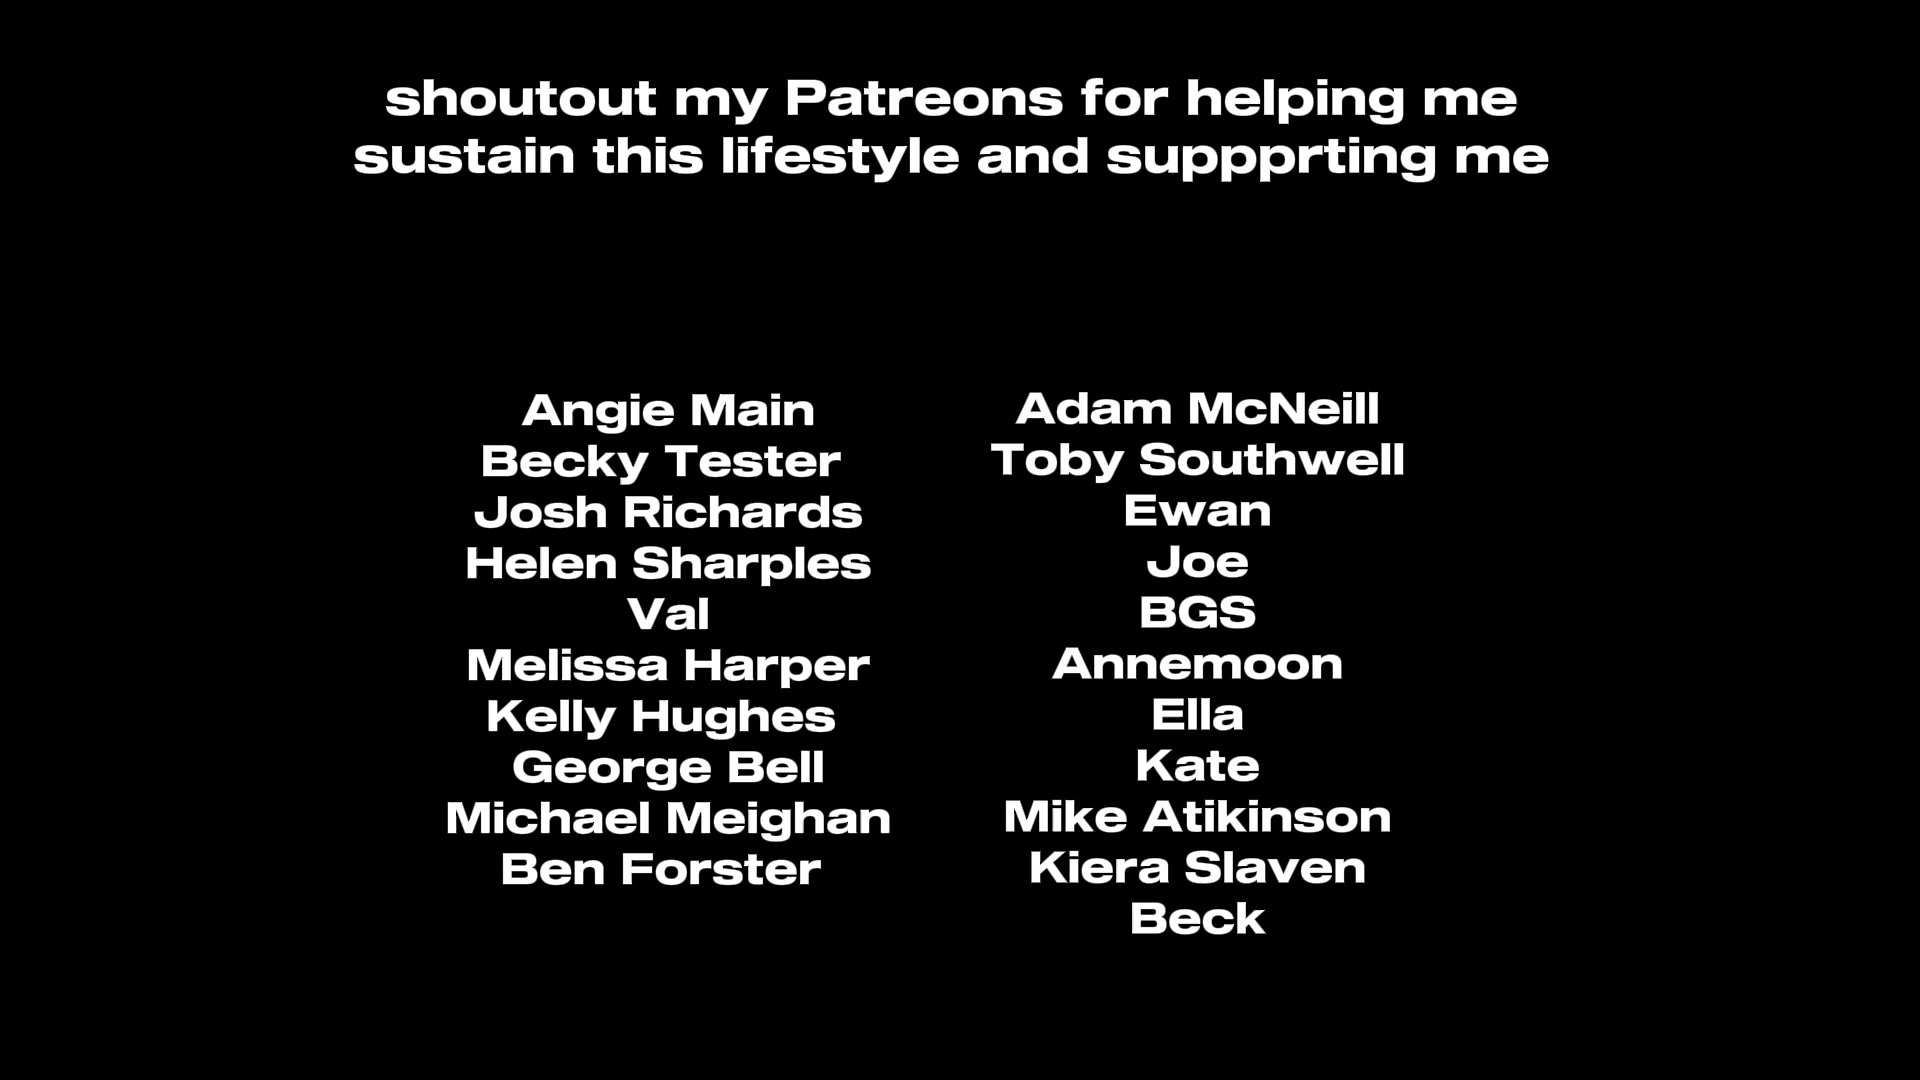 shoutout my Patreons for helping me
sustain this lifestyle and suppprting me
Angie Main
Becky Tester
Josh Richards
Helen Sharples
Val
Melissa Harper
Kelly Hughes
George Bell
Michael Meighan
Ben Forster
Adam McNeill
Toby Southwell
Ewan
Joe
BGS
Annemoon
Ella
Kate
Mike Atikinson
Kiera Slaven
Beck